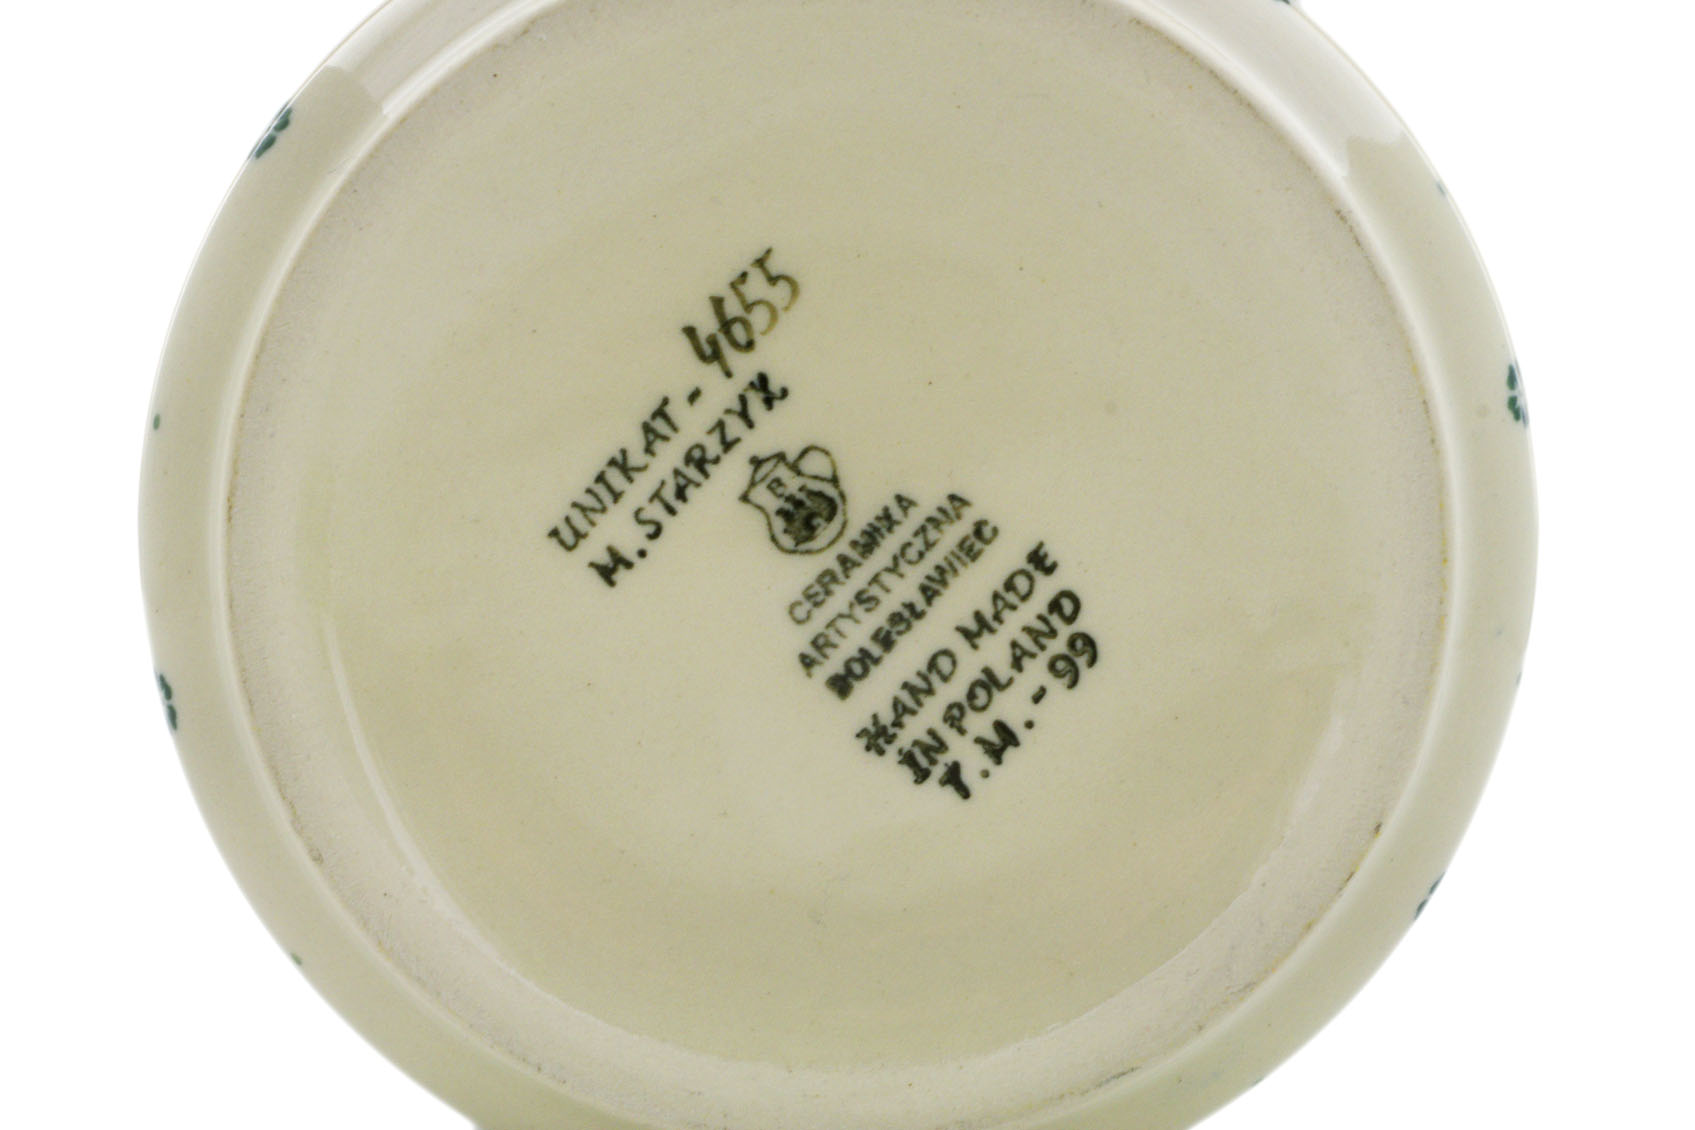 UNIKAT - 4655
M. STARZYK
B
CERAMIKA
ARTYSTYCZNA
BOLESŁAWIEC
HAND MADE
IN POLAND
T.M.-99